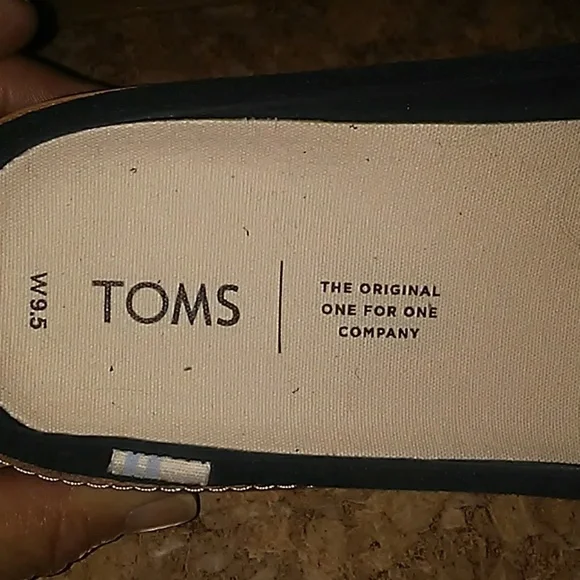 W9.5
TOMS
THE ORIGINAL
ONE FOR ONE
COMPANY